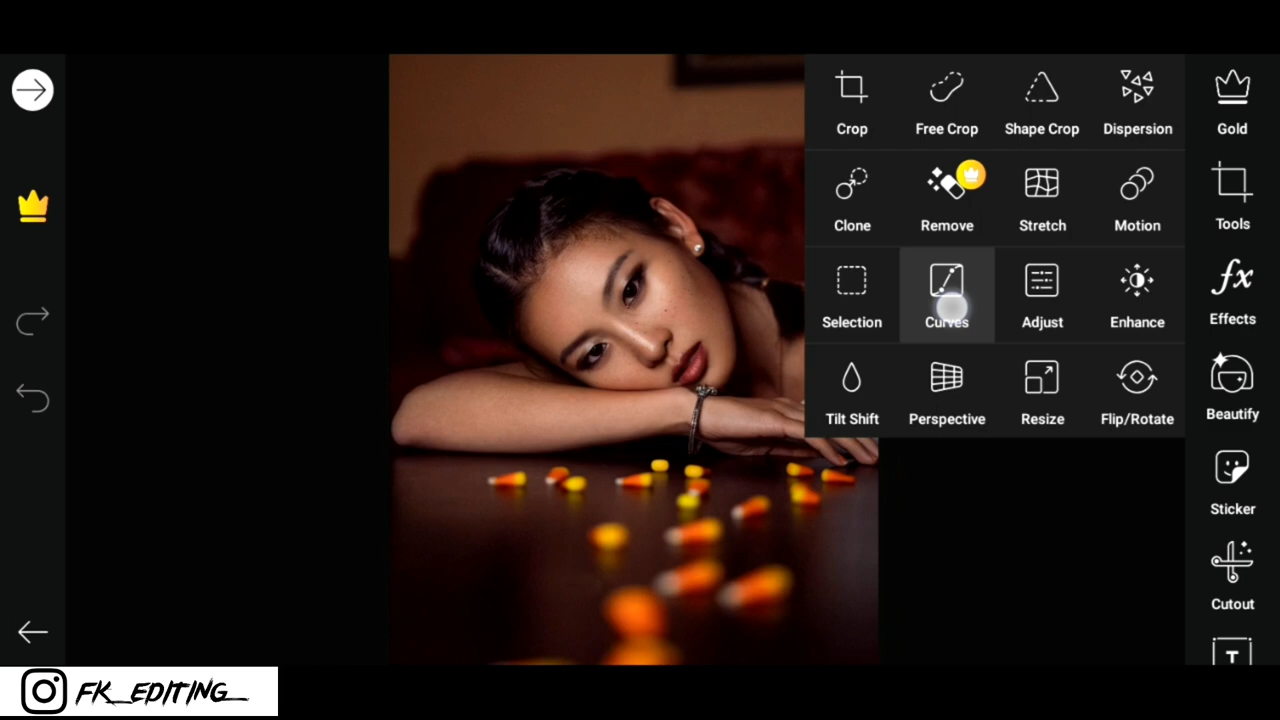 Crop Free Crop Shape Crop Dispersion Gold
Clone Remove Stretch Motion Tools
Selection Curves Adjust Enhance Effects
Tilt Shift Perspective Resize Flip/Rotate Beautify
Sticker
Cutout
T
FK_EDITING_